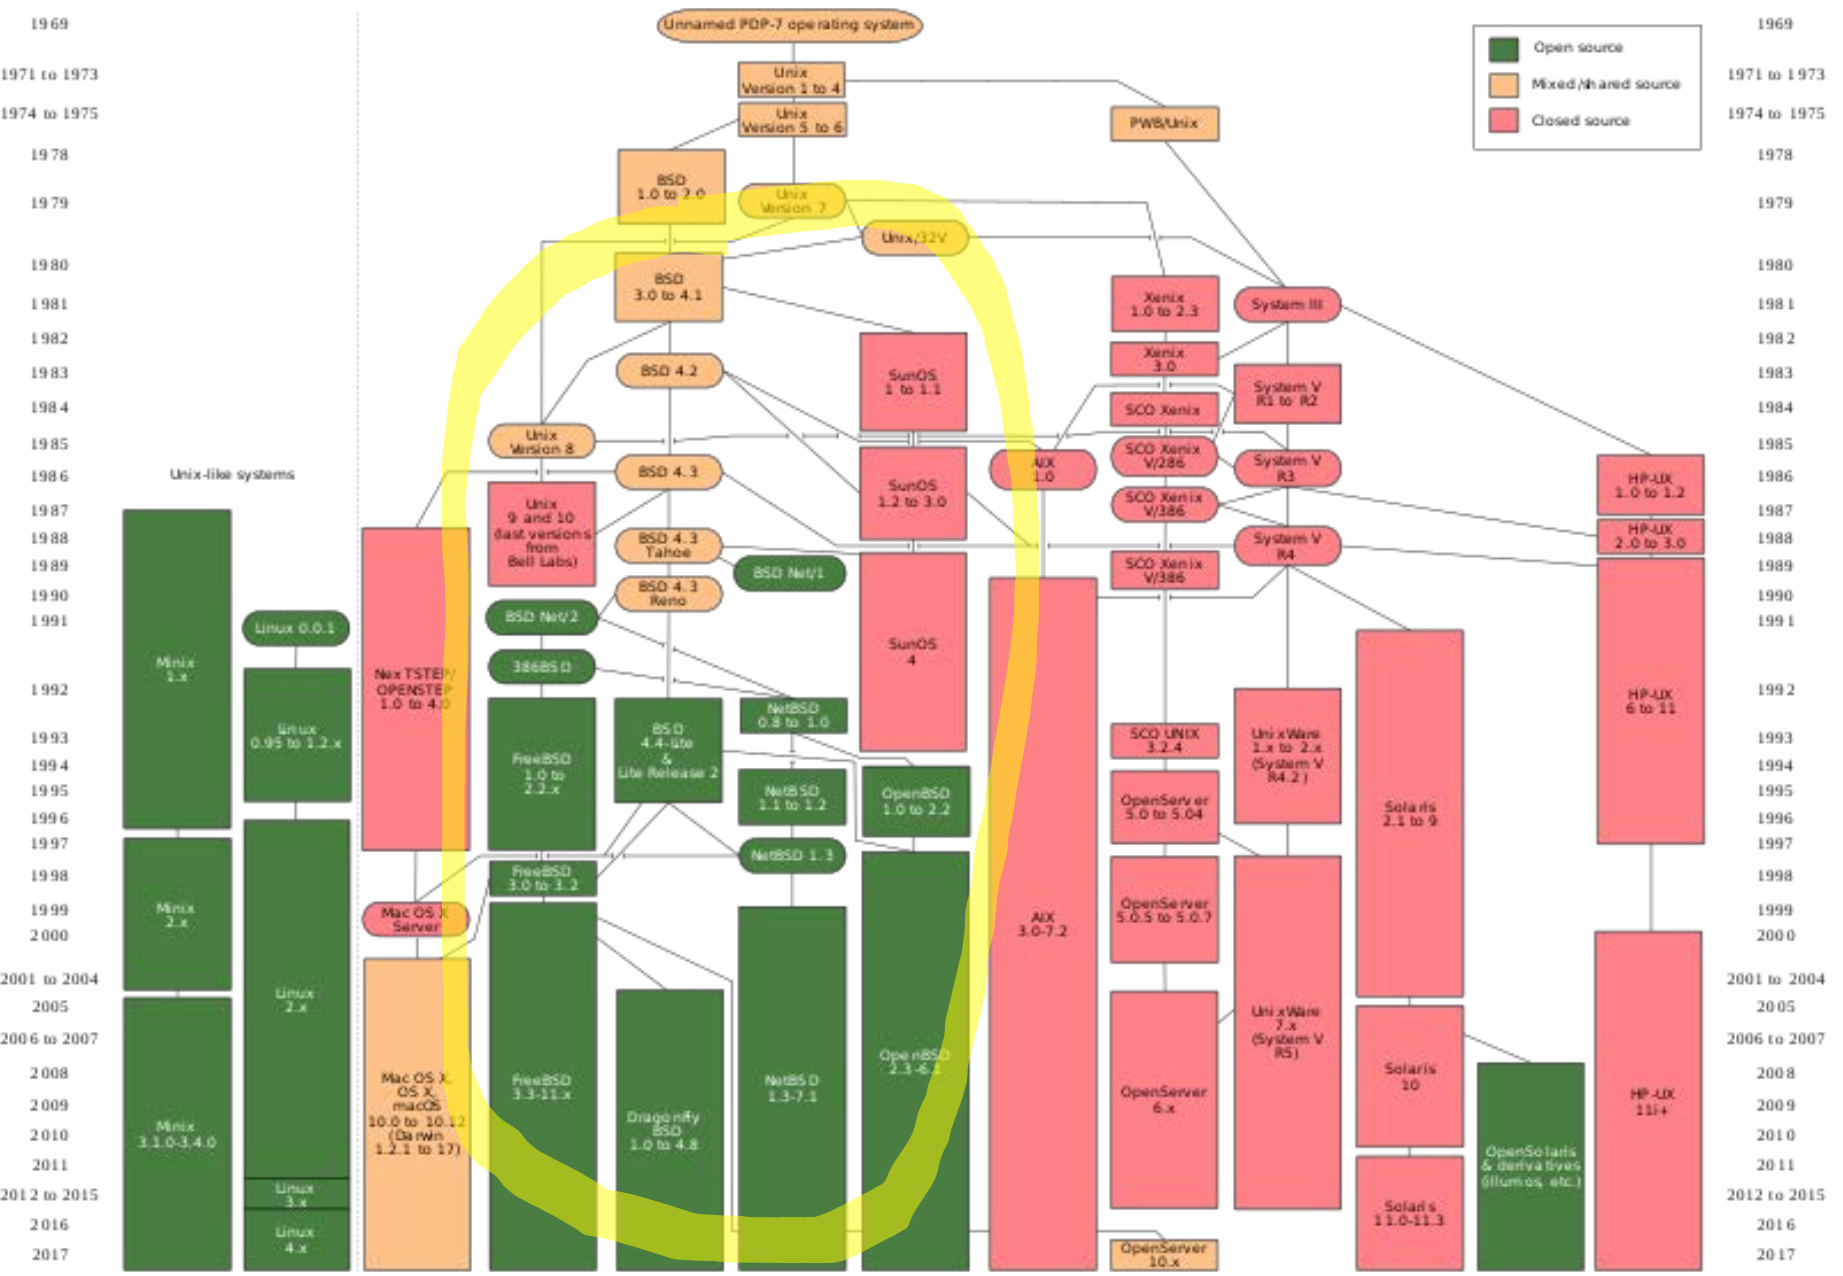 1969
1971 to 1973
1974 to 1975
1978
1979
1980
1981
1982
1983
1984
1985
1986
1987
1988
1989
1990
1991
1992
1993
1994
1995
1996
1997
1998
1999
2000
2001 to 2004
2005
2006 to 2007
2008
2009
2010
2011
2012 to 2015
2016
2017
Unix-like systems
Minix
1.x
Minix
2.x
Minix
3.1.0-3.4.0
Linux 0.0.1
Linux
0.95 to 1.2.x
Linux
2.x
Linux
3.x
Linux
4.x
NexTSTEP/
OPENSTEP
1.0 to 4.0
Mac OS X
Server
Mac OS X,
OS X,
macOS
10.0 to 10.12
(Darwin
1.2.1 to 17)
Unnamed PDP-7 operating system
Unix
Version 1 to 4
Unix
Version 5 to 6
BSD
1.0 to 2.0
Unix
Version 7
Unix/32V
BSD
3.0 to 4.1
BSD 4.2
Unix
Version 8
BSD 4.3
Unix
9 and 10
(last versions
from
Bell Labs)
BSD 4.3
Tahoe
BSD Net/1
BSD 4.3
Reno
BSD Net/2
386BSD
FreeBSD
1.0 to
2.2.x
BSD
4.4-lite
&
Lite Release 2
NetBSD
0.8 to 1.0
NetBSD
1.1 to 1.2
NetBSD 1.3
FreeBSD
3.0 to 3.2
FreeBSD
3.3-11.x
Dragonfly
BSD
1.0 to 4.8
NetBSD
1.3-7.1
SunOS
1 to 1.1
SunOS
1.2 to 3.0
SunOS
4
OpenBSD
1.0 to 2.2
OpenBSD
2.3-6.1
AIX
1.0
AIX
3.0-7.2
PWB/Unix
Xenix
1.0 to 2.3
Xenix
3.0
SCO Xenix
SCO Xenix
V/286
SCO Xenix
V/386
SCO Xenix
V/386
SCO UNIX
3.2.4
OpenServer
5.0 to 5.04
OpenServer
5.0.5 to 5.0.7
OpenServer
6.x
OpenServer
10.x
System III
System V
R1 to R2
System V
R3
System V
R4
UnixWare
1.x to 2.x
(System V
R4.2)
UnixWare
7.x
(System V
R5)
Solaris
2.1 to 9
Solaris
10
Solaris
11.0-11.3
OpenSolaris
& derivatives
(illumos, etc.)
HP-UX
1.0 to 1.2
HP-UX
2.0 to 3.0
HP-UX
6 to 11
HP-UX
11i+
Open source
Mixed/shared source
Closed source
1969
1971 to 1973
1974 to 1975
1978
1979
1980
1981
1982
1983
1984
1985
1986
1987
1988
1989
1990
1991
1992
1993
1994
1995
1996
1997
1998
1999
2000
2001 to 2004
2005
2006 to 2007
2008
2009
2010
2011
2012 to 2015
2016
2017